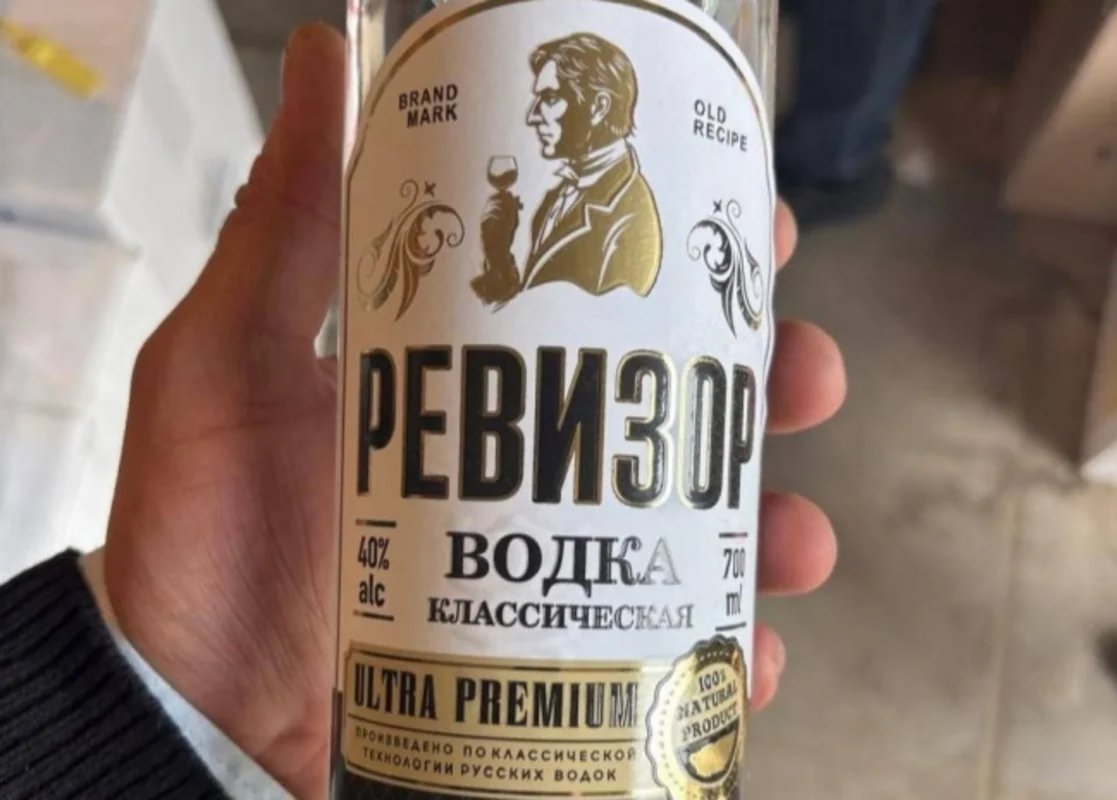 BRAND
MARK
OLD
RECIPE
РЕВИЗОР
40%
alc
ВОДКА
КЛАССИЧЕСКАЯ
700
ml
ULTRA PREMIUM
ПРОИЗВЕДЕНО ПО КЛАССИЧЕСКОЙ
ТЕХНОЛОГИИ РУССКИХ ВОДОК
100%
NATURAL
PRODUCT